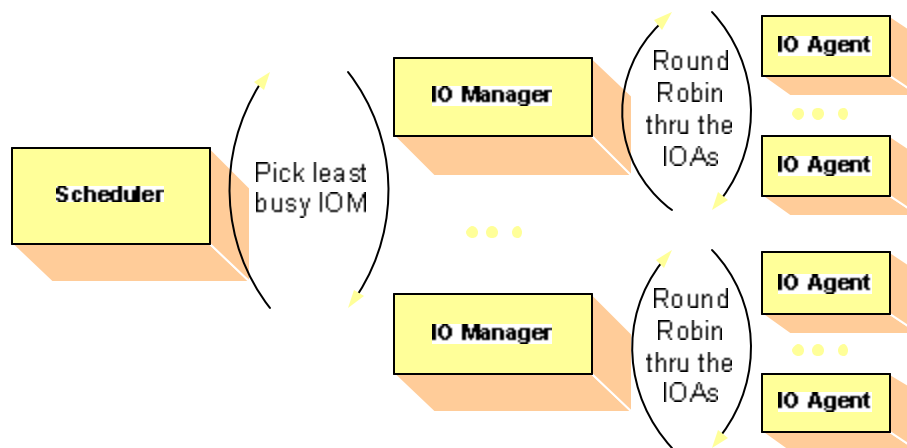 Scheduler
Pick least
busy IOM
IO Manager
Round
Robin
thru the
IOAs
IO Agent
IO Agent
IO Manager
Round
Robin
thru the
IOAs
IO Agent
IO Agent